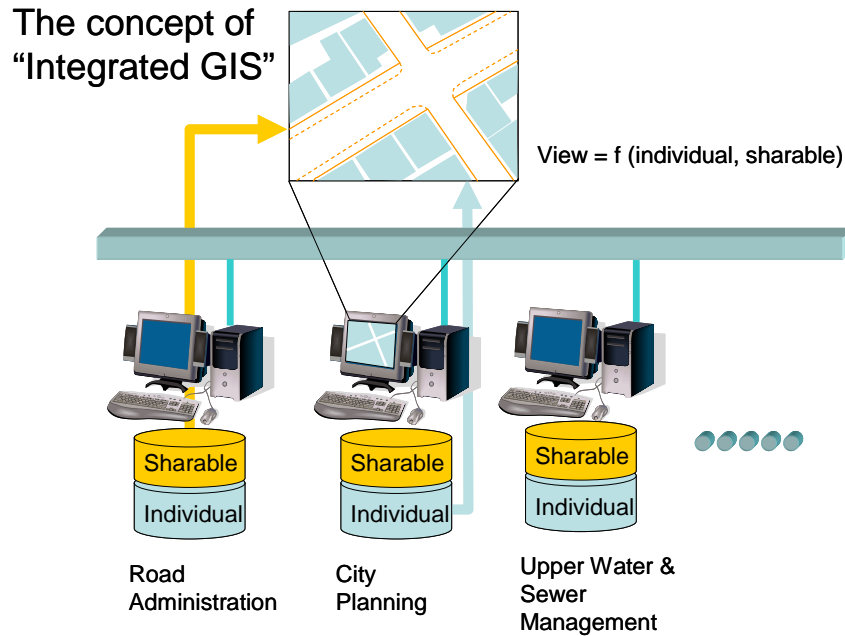 The concept of
“Integrated GIS”
View = f (individual, sharable)
Sharable
Individual
Road
Administration
Sharable
Individual
City
Planning
Sharable
Individual
Upper Water &
Sewer
Management